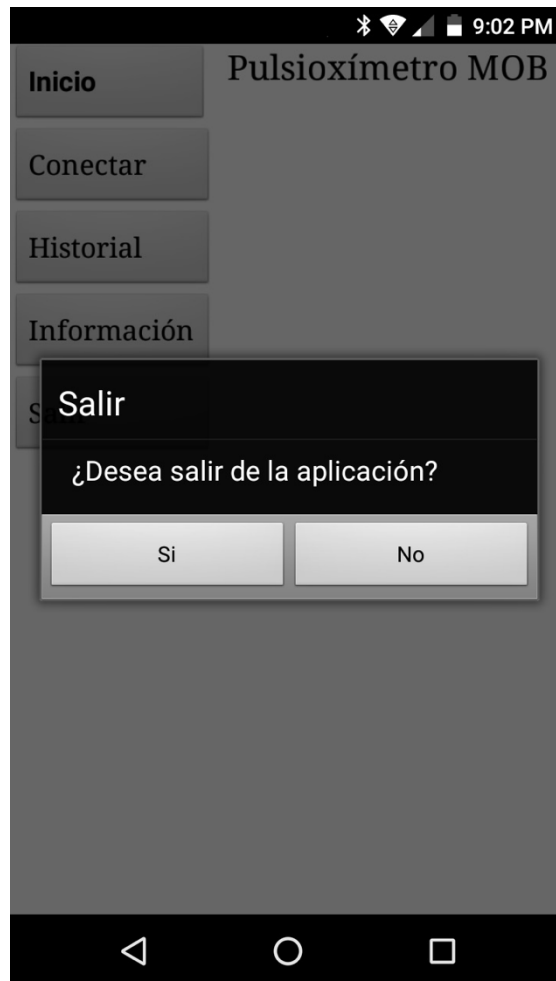 9:02 PM
Inicio
Pulsioxímetro MOB
Conectar
Historial
Información
Salir
¿Desea salir de la aplicación?
Si
No